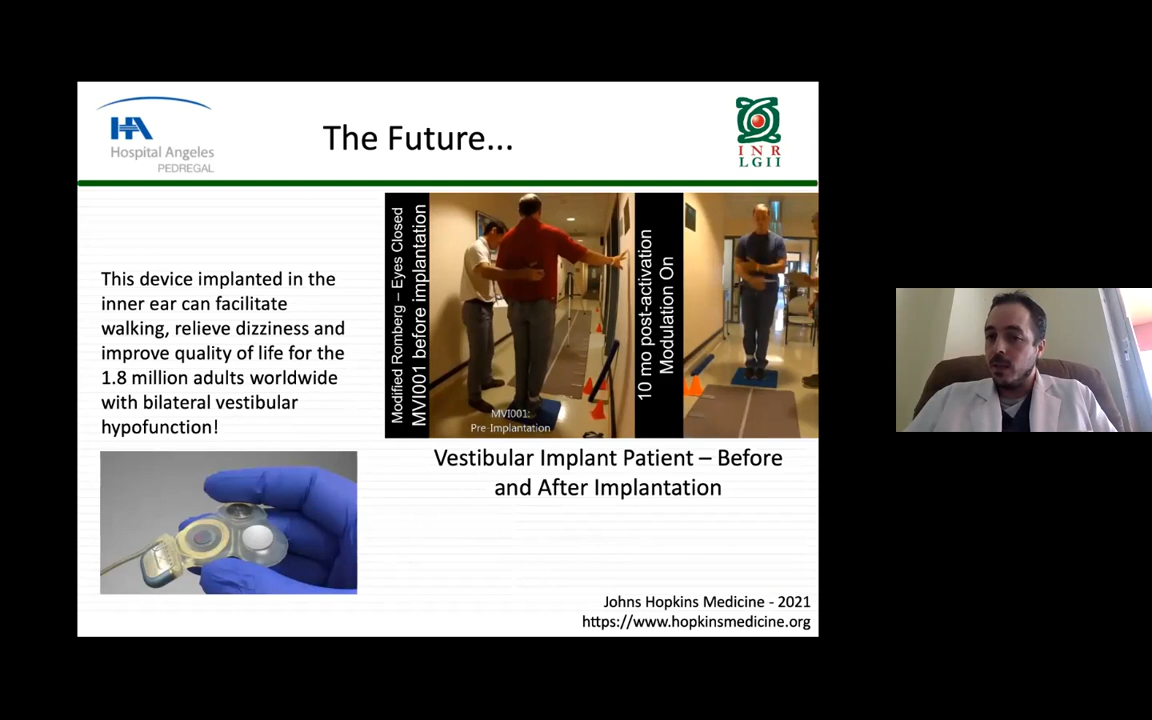 HA
Hospital Angeles
PEDREGAL
The Future...
I N R
L G I I
This device implanted in the
inner ear can facilitate
walking, relieve dizziness and
improve quality of life for the
1.8 million adults worldwide
with bilateral vestibular
hypofunction!
Modified Romberg – Eyes Closed
MVI001 before implantation
MVI001:
Pre-Implantation
10 mo post-activation
Modulation On
Vestibular Implant Patient – Before
and After Implantation
Johns Hopkins Medicine - 2021
https://www.hopkinsmedicine.org